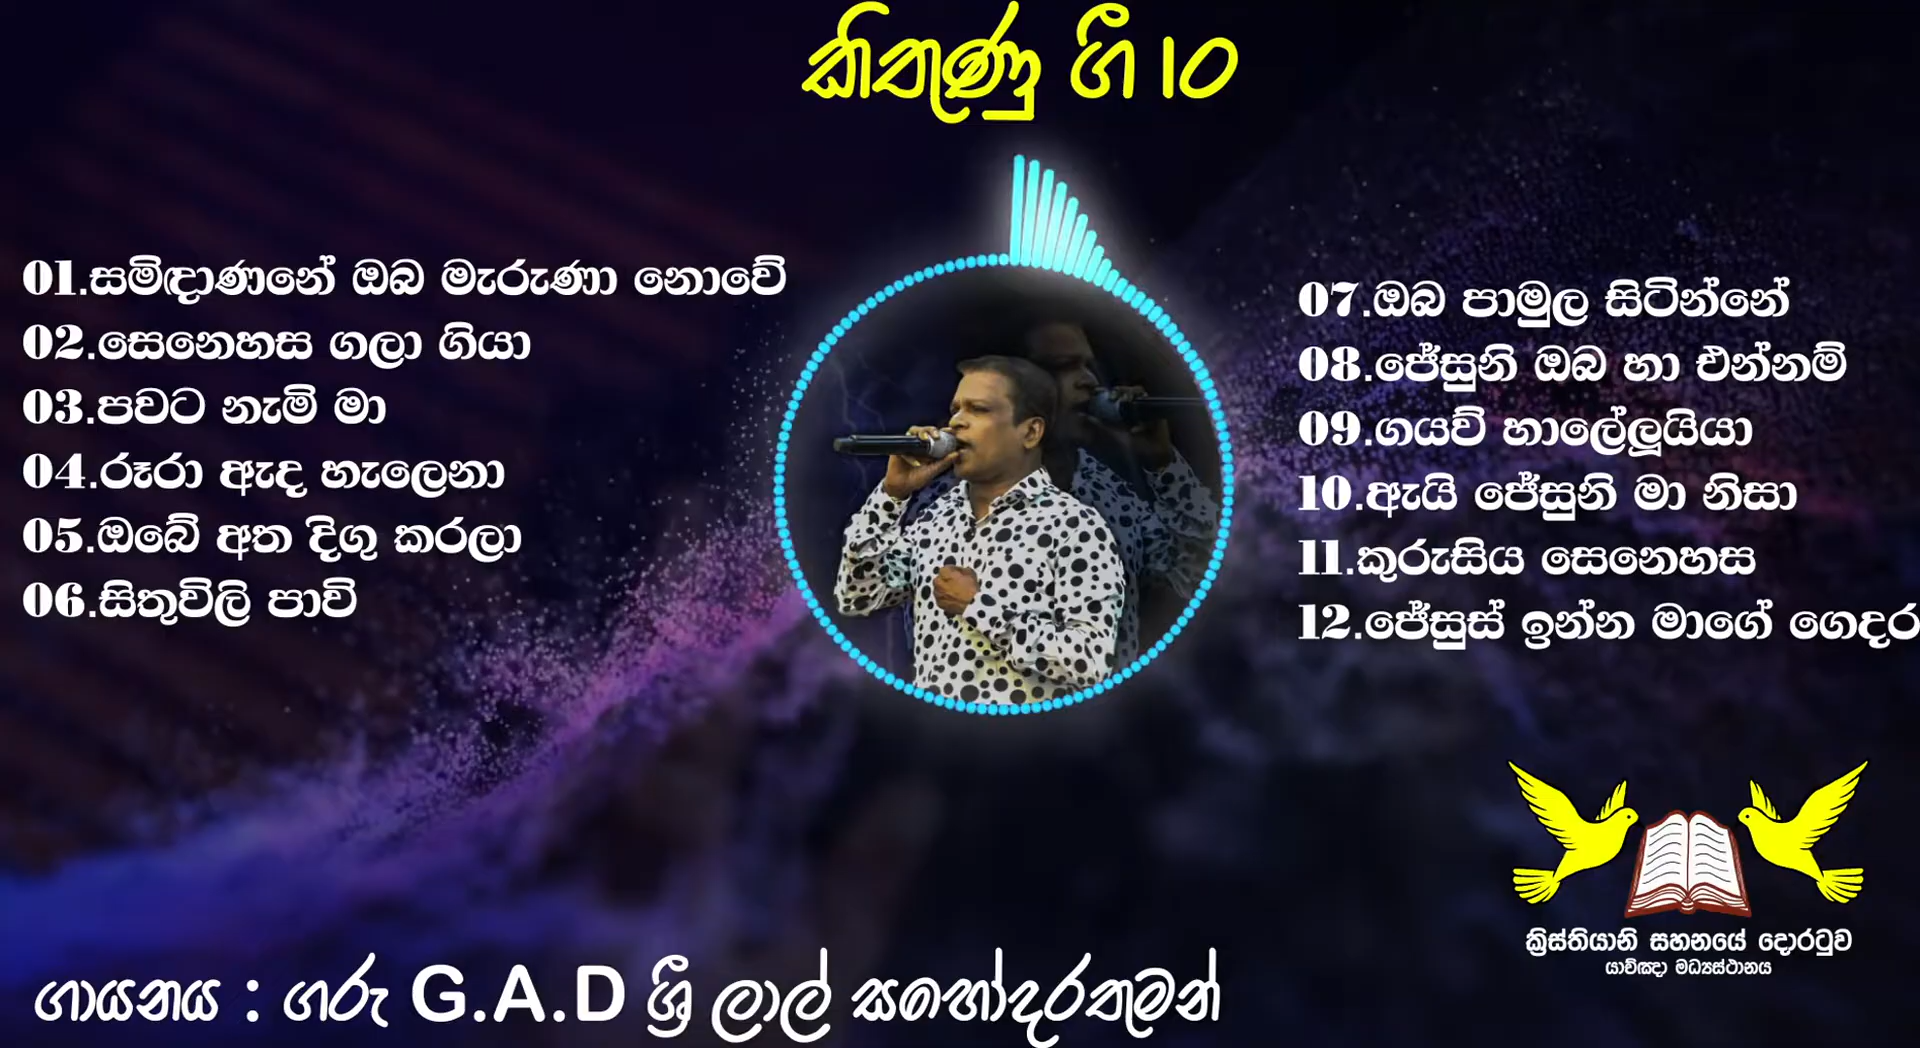 කිතුණු ගී 10
01.සමිඳාණනේ ඔබ මැරුණා නොවේ
02.සෙනෙහස ගලා ගියා
03.පවට නැමි මා
04.රූරා ඇද හැලෙනා
05.ඔබේ අත දිගු කරලා
06.සිතුවිලි පාවි
07.ඔබ පාමුල සිටින්නේ
08.ජේසුනි ඔබ හා එන්නම්
09.ගයව් හාලේලූයියා
10.ඇයි ජේසුනි මා නිසා
11.කුරුසිය සෙනෙහස
12.ජේසුස් ඉන්න මාගේ ගෙදර
ක්‍රිස්තියානි සහනයේ දොරටුව
යාච්ඤා මධ්‍යස්ථානය
ගායනය : ගරු G.A.D ශ්‍රී ලාල් සහෝදරතුමන්